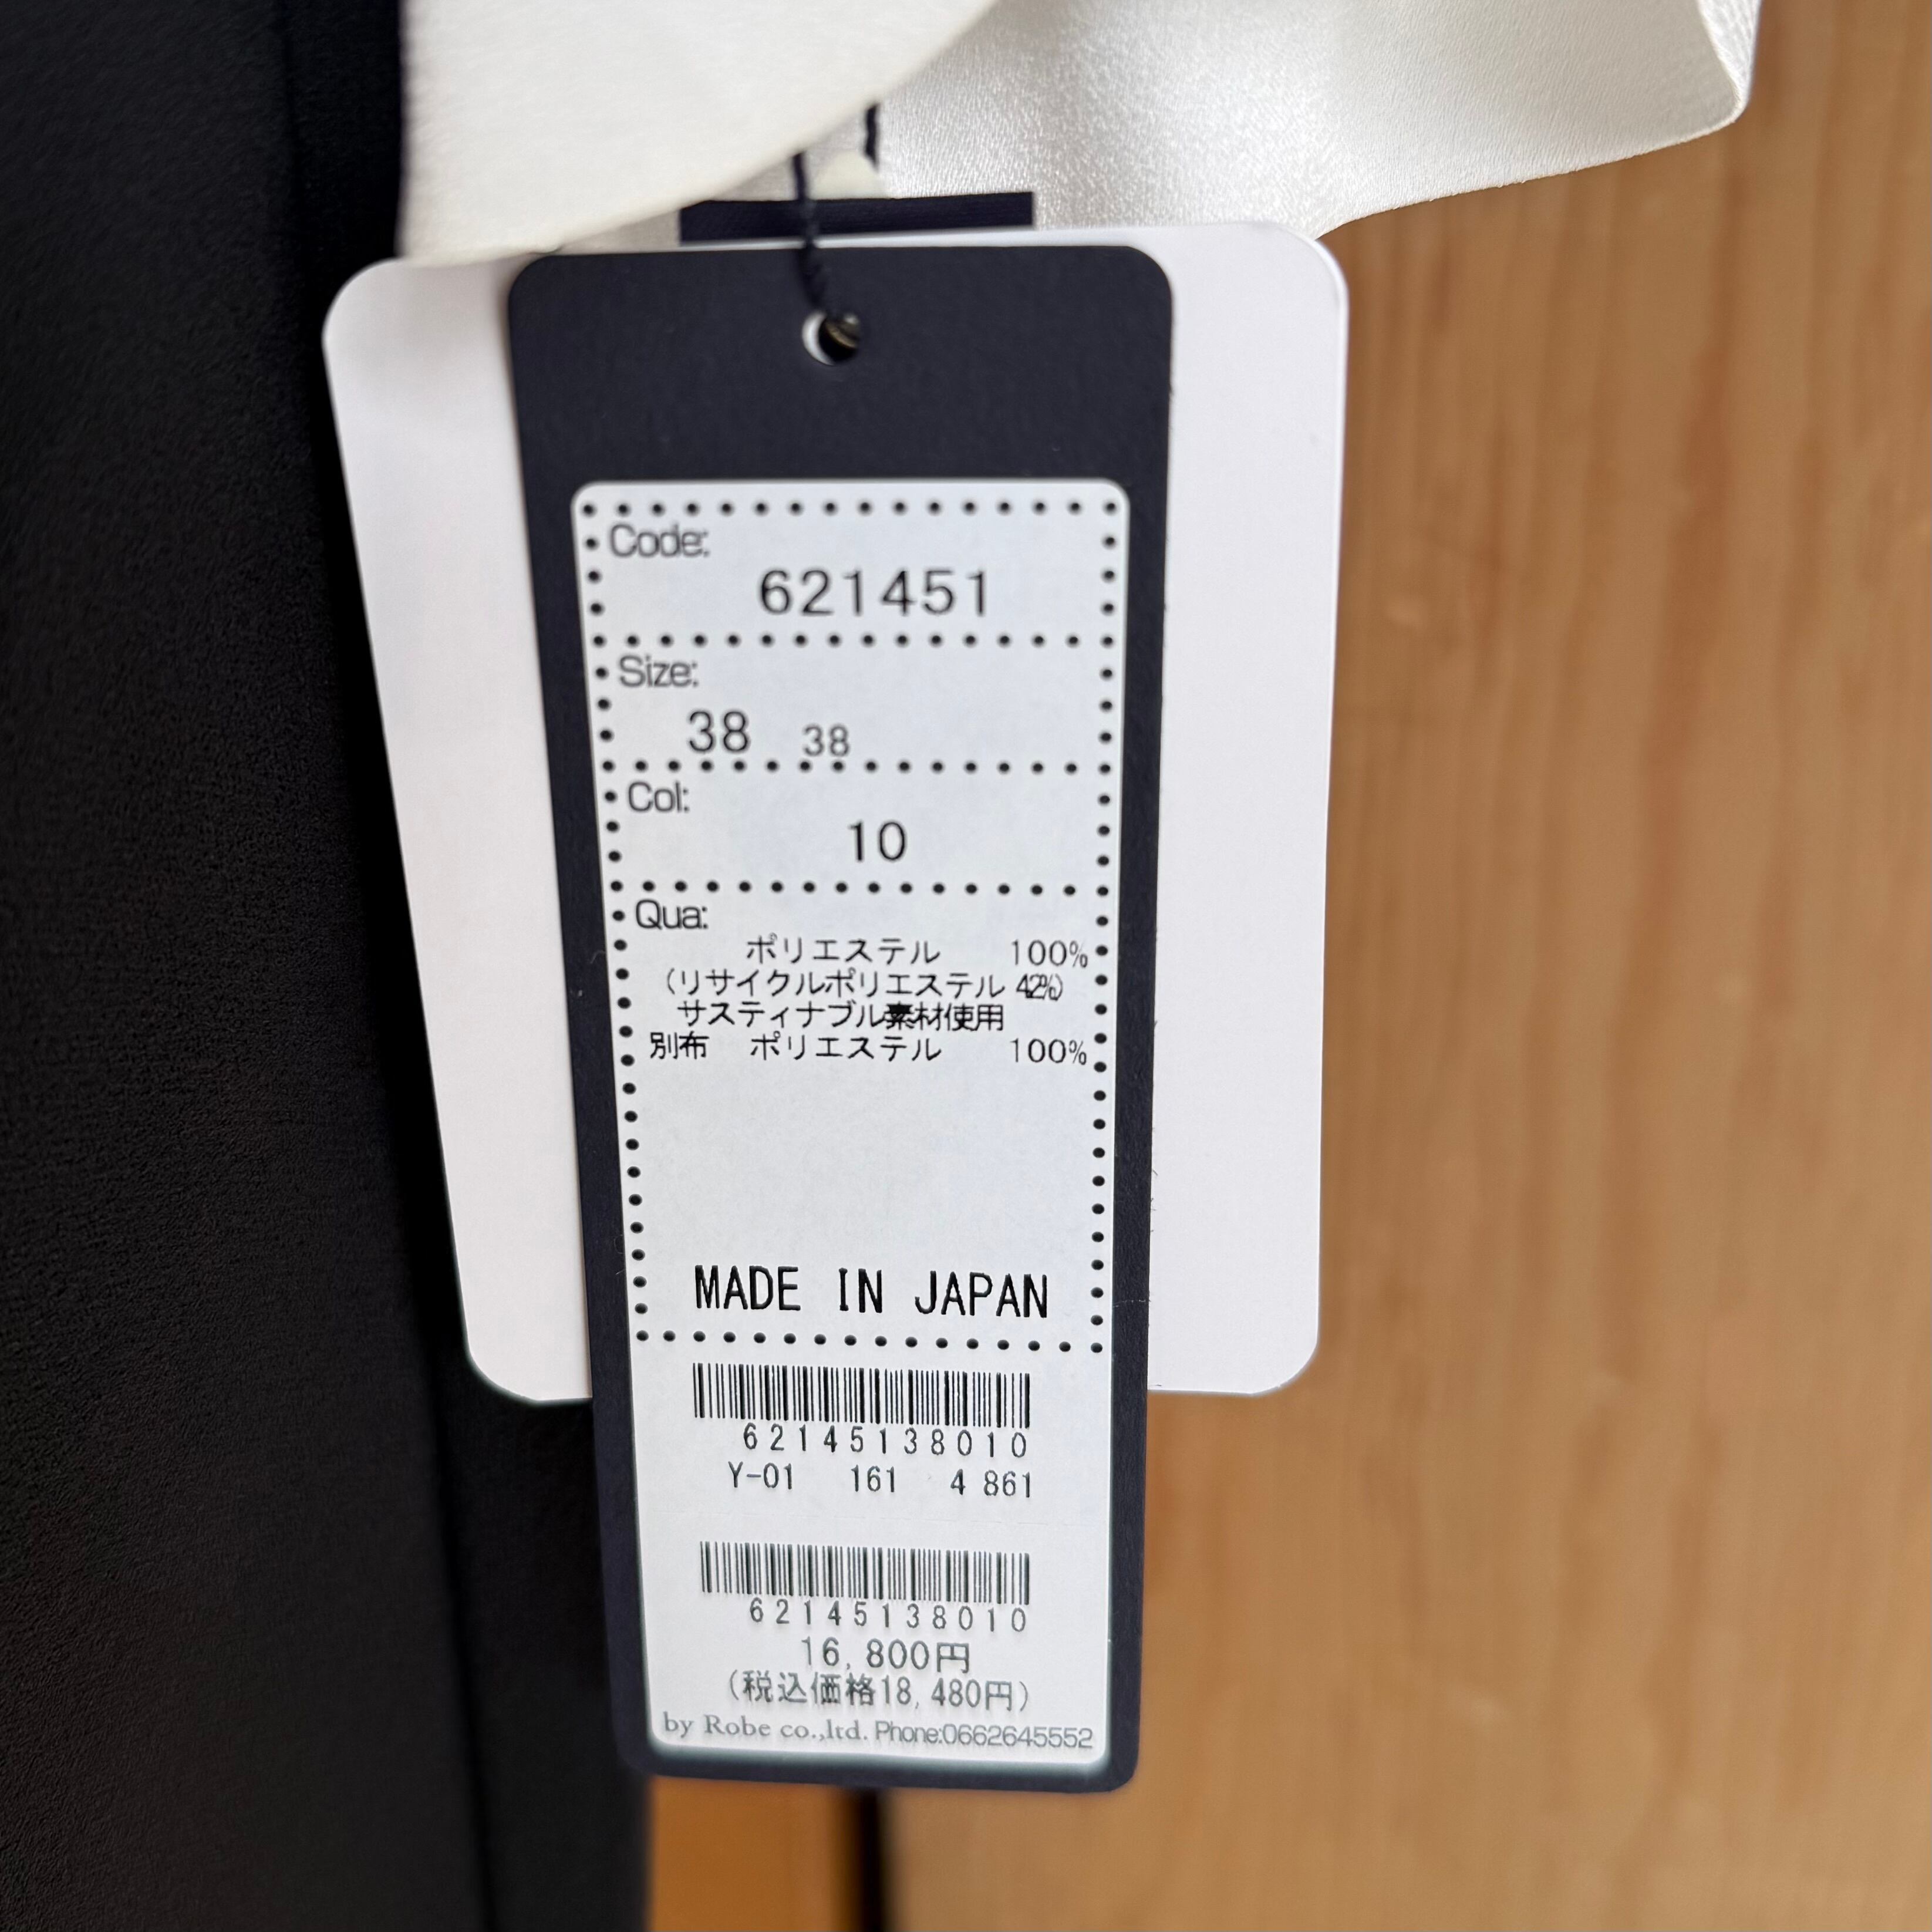 Code:
621451
Size:
38 38
Col:
10
Qua:
ポリエステル 100%
(リサイクルポリエステル 42%)
サスティナブル素材使用
別布 ポリエステル 100%
MADE IN JAPAN
62145138010
Y-01 161 4 861
62145138010
16,800円
(税込価格18,480円)
by Robe co.,ltd. Phone:0662645552